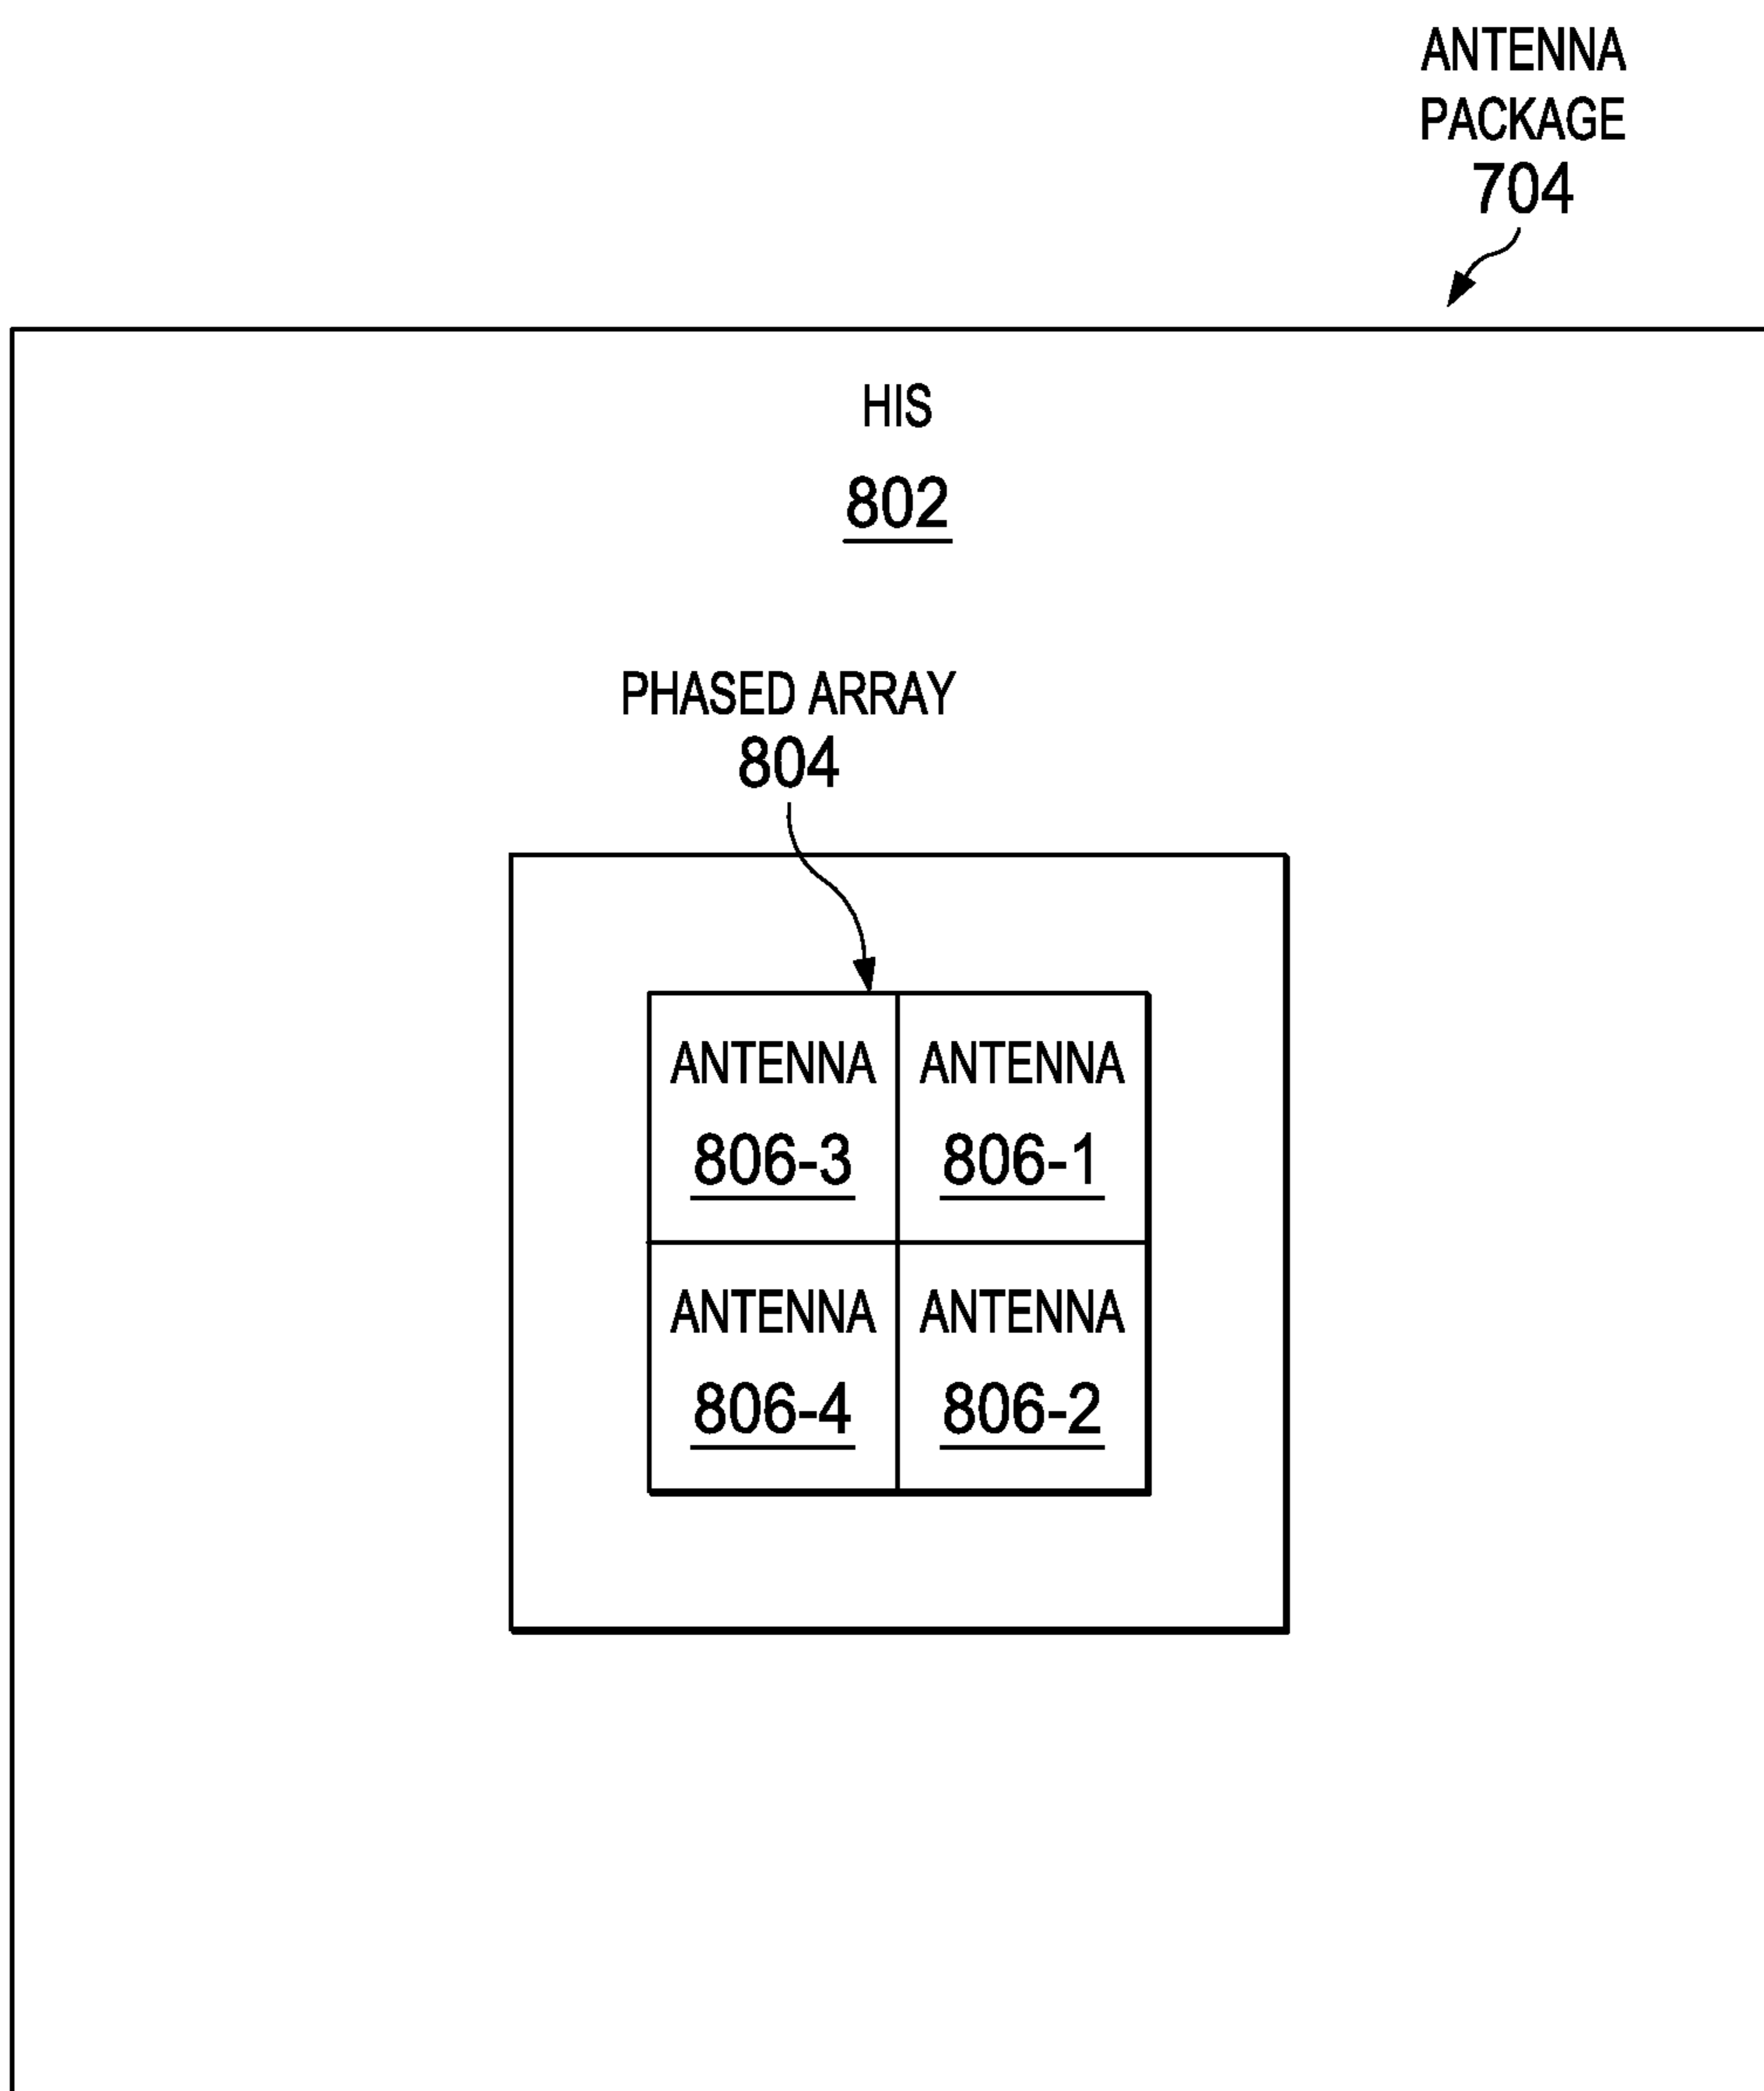 ANTENNA
PACKAGE
704
HIS
802
PHASED ARRAY
804
ANTENNA ANTENNA
806-3 806-1
ANTENNA ANTENNA
806-4 806-2